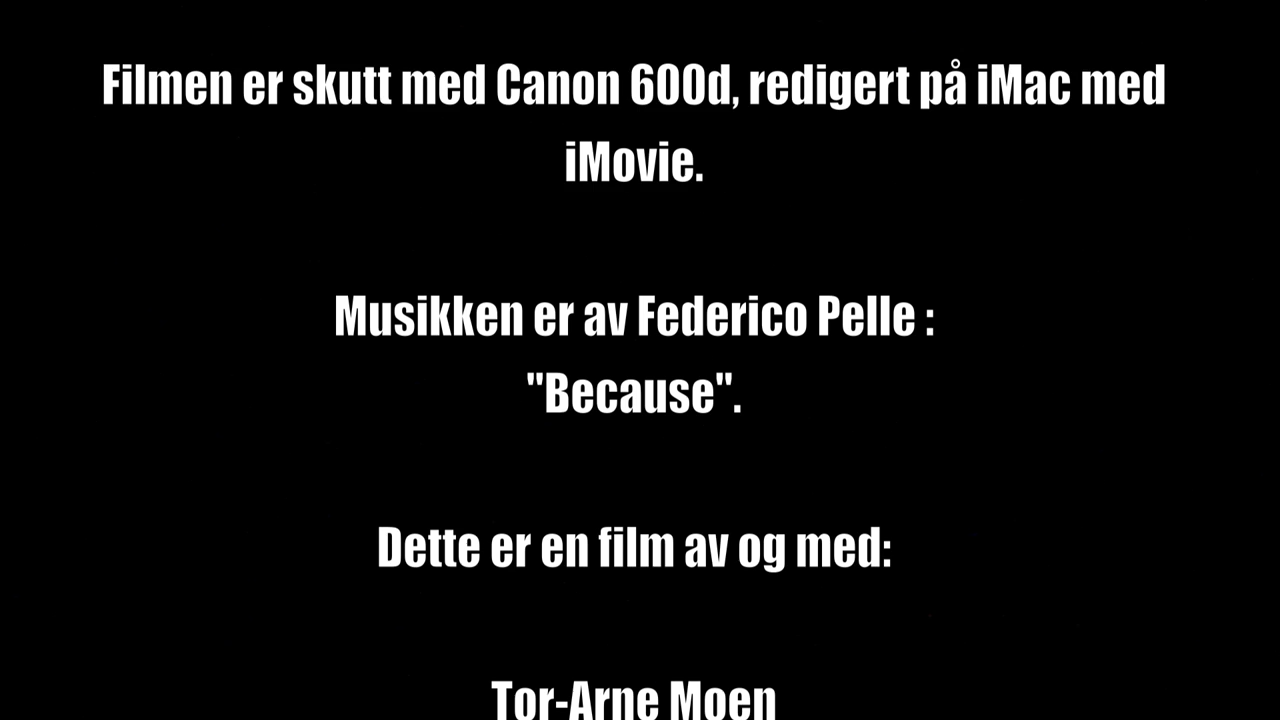 Filmen er skutt med Canon 600d, redigert på iMac med
iMovie.
Musikken er av Federico Pelle :
"Because".
Dette er en film av og med:
Tor-Arne Moen